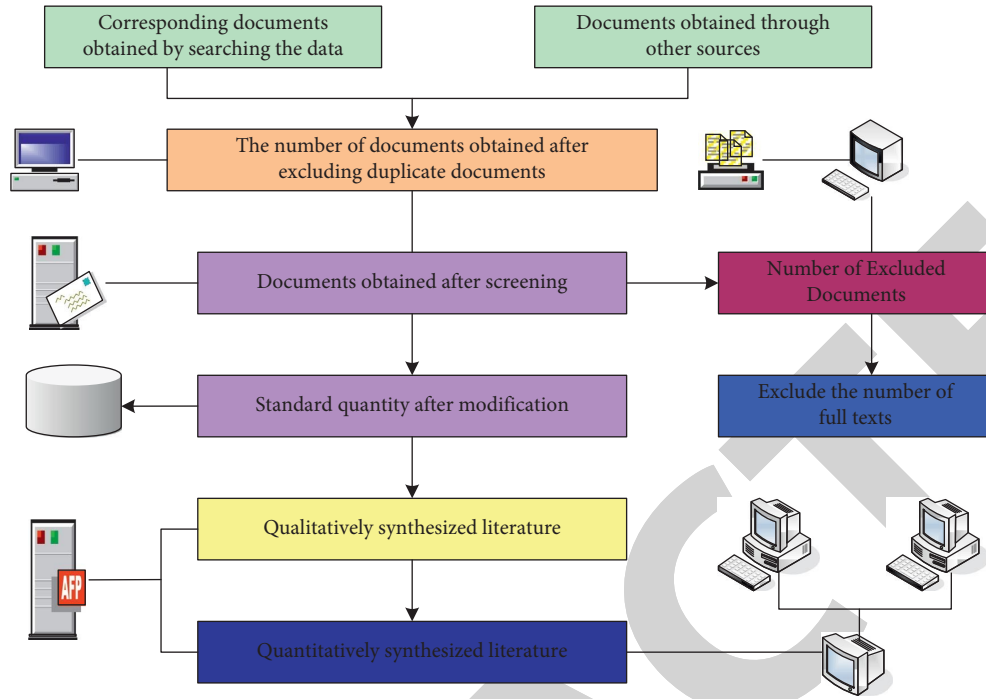 Corresponding documents
obtained by searching the data
Documents obtained through
other sources
The number of documents obtained after
excluding duplicate documents
Documents obtained after screening
Number of Excluded
Documents
Standard quantity after modification
Exclude the number of
full texts
Qualitatively synthesized literature
AFP
Quantitatively synthesized literature